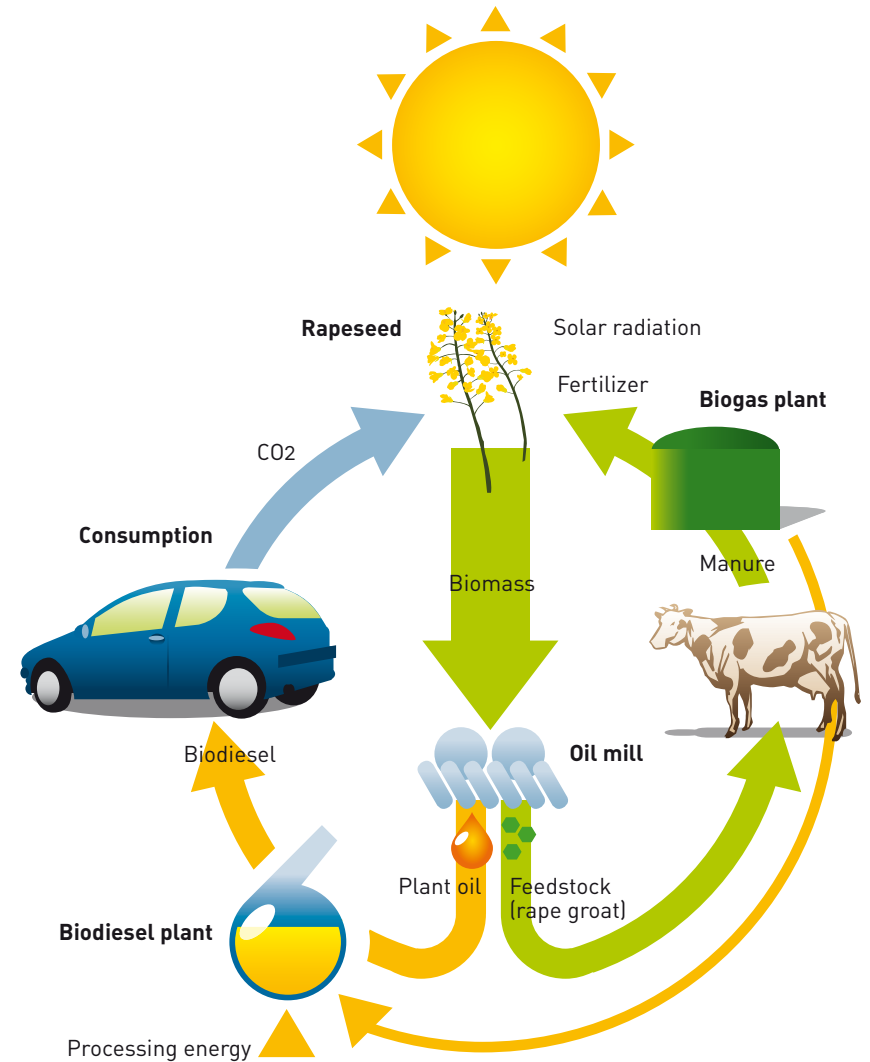 Rapeseed
Solar radiation
Fertilizer
Biogas plant
CO2
Consumption
Manure
Biomass
Biodiesel
Oil mill
Plant oil
Feedstock
(rape groat)
Biodiesel plant
Processing energy